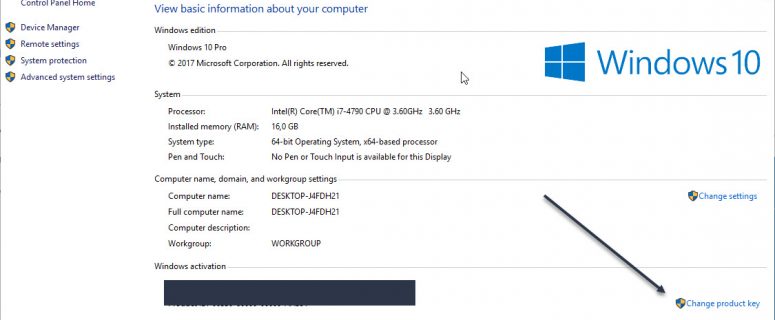 Control Panel Home
Device Manager
Remote settings
System protection
Advanced system settings
View basic information about your computer
Windows edition
Windows 10 Pro
© 2017 Microsoft Corporation. All rights reserved.
Windows 10
System
Processor: Intel(R) Core(TM) i7-4790 CPU @ 3.60GHz 3.60 GHz
Installed memory (RAM): 16,0 GB
System type: 64-bit Operating System, x64-based processor
Pen and Touch: No Pen or Touch Input is available for this Display
Computer name, domain, and workgroup settings
Computer name: DESKTOP-J4FDH21 Change settings
Full computer name: DESKTOP-J4FDH21
Computer description:
Workgroup: WORKGROUP
Windows activation
Change product key